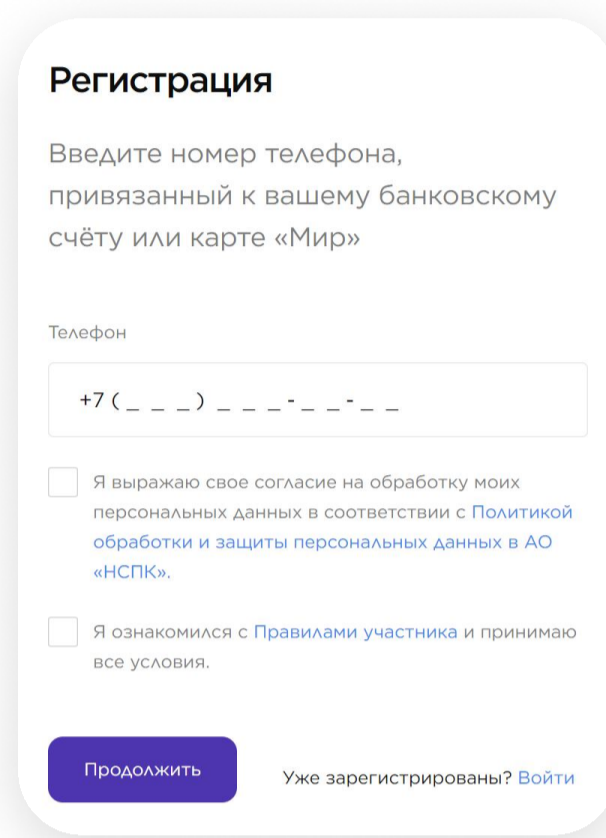 Регистрация
Введите номер телефона,
привязанный к вашему банковскому
счёту или карте «Мир»
Телефон
+7 (_ _ _) _ _ _-_ _-_ _
Я выражаю свое согласие на обработку моих
персональных данных в соответствии с Политикой
обработки и защиты персональных данных в АО
«НСПК».
Я ознакомился с Правилами участника и принимаю
все условия.
Продолжить
Уже зарегистрированы? Войти